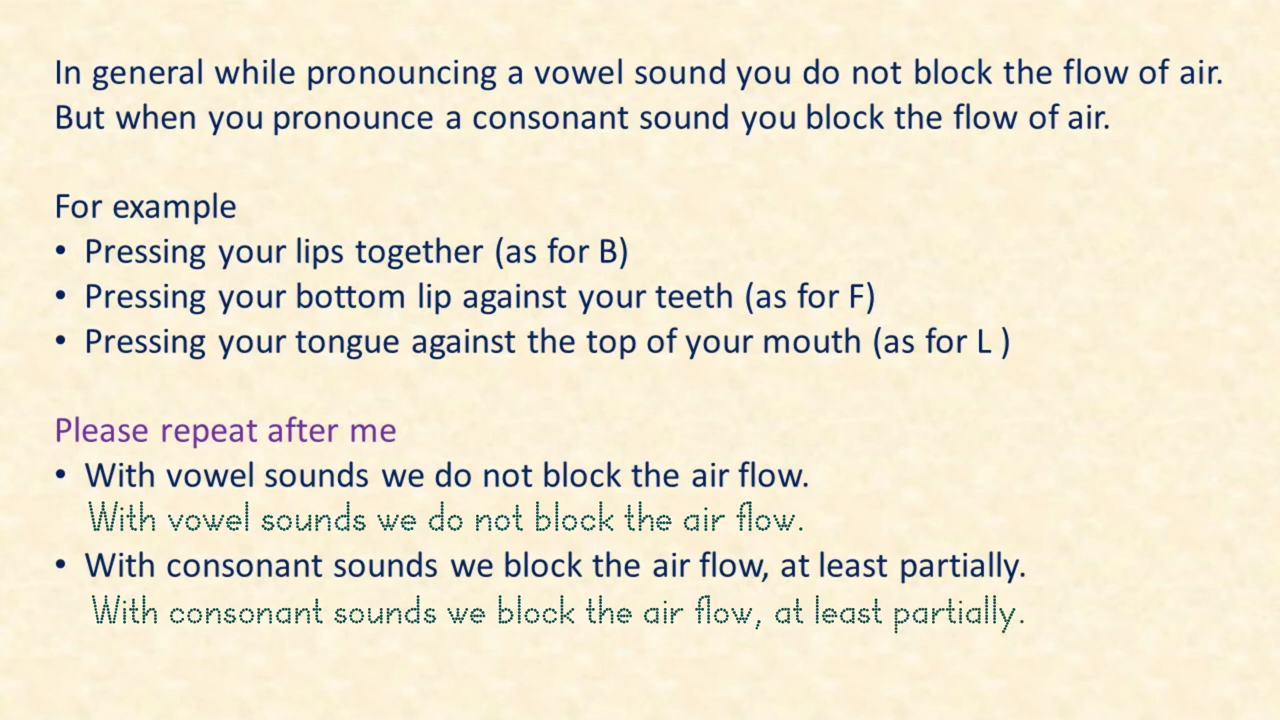 In general while pronouncing a vowel sound you do not block the flow of air.
But when you pronounce a consonant sound you block the flow of air.
For example
• Pressing your lips together (as for B)
• Pressing your bottom lip against your teeth (as for F)
• Pressing your tongue against the top of your mouth (as for L )
Please repeat after me
• With vowel sounds we do not block the air flow.
With vowel sounds we do not block the air flow.
• With consonant sounds we block the air flow, at least partially.
With consonant sounds we block the air flow, at least partially.